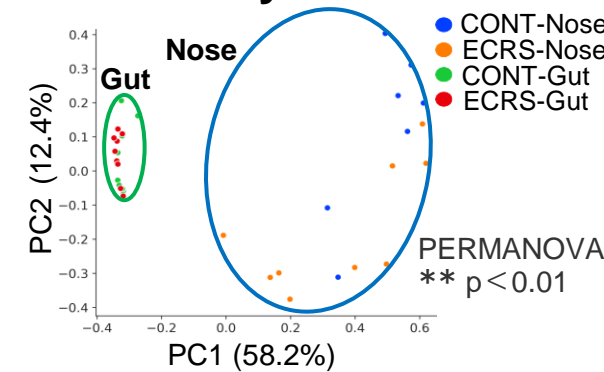 Nose
Gut
CONT-Nose
ECRS-Nose
CONT-Gut
ECRS-Gut
0.4
0.3
0.2
0.1
0.0
−0.1
−0.2
−0.3
−0.4
PC2 (12.4%)
PERMANOVA
** p＜0.01
−0.4 −0.2 0.0 0.2 0.4 0.6
PC1 (58.2%)